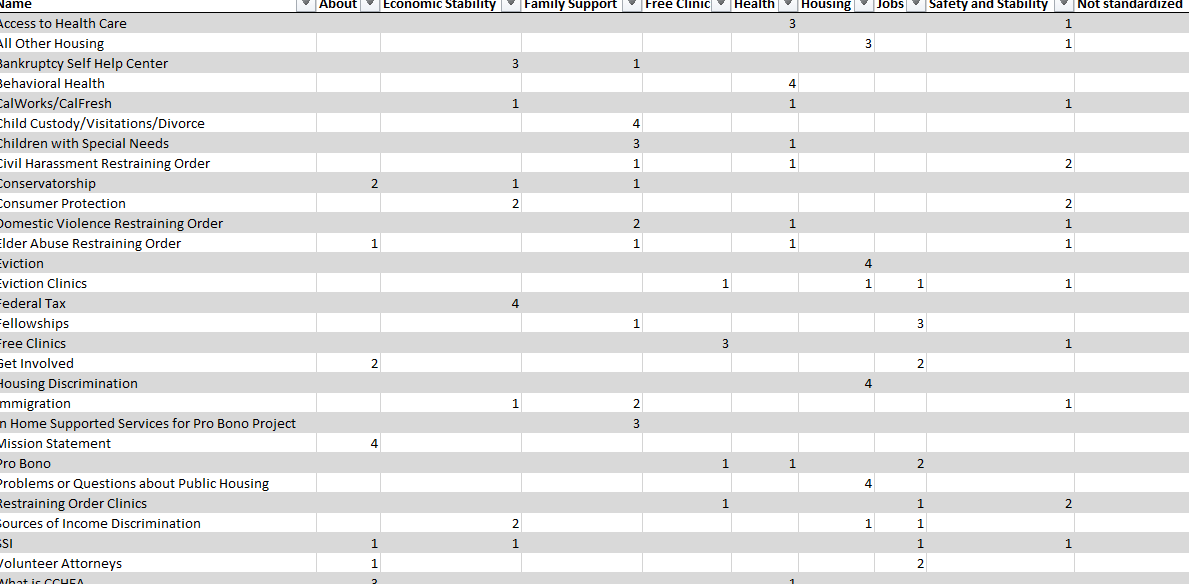 Name About Economic Stability Family Support Free Clinic Health Housing Jobs Safety and Stability Not standardized
Access to Health Care 3 1
All Other Housing 3 1
Bankruptcy Self Help Center 3 1
Behavioral Health 4
CalWorks/CalFresh 1 1 1
Child Custody/Visitations/Divorce 4
Children with Special Needs 3 1
Civil Harassment Restraining Order 1 1 2
Conservatorship 2 1 1
Consumer Protection 2 2
Domestic Violence Restraining Order 2 1 1
Elder Abuse Restraining Order 1 1 1 1
Eviction 4
Eviction Clinics 1 1 1 1
Federal Tax 4
Fellowships 1 3
Free Clinics 3 1
Get Involved 2 2
Housing Discrimination 4
Immigration 1 2 1
In Home Supported Services for Pro Bono Project 3
Mission Statement 4
Pro Bono 1 1 2
Problems or Questions about Public Housing 4
Restraining Order Clinics 1 1 2
Sources of Income Discrimination 2 1 1
SSI 1 1 1 1
Volunteer Attorneys 1 2
What is CCHEA 3 1